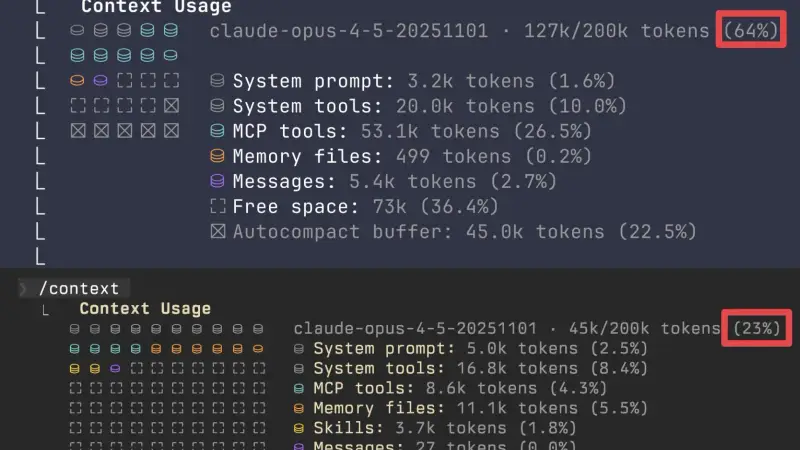 Context Usage
claude-opus-4-5-20251101 · 127k/200k tokens (64%)
System prompt: 3.2k tokens (1.6%)
System tools: 20.0k tokens (10.0%)
MCP tools: 53.1k tokens (26.5%)
Memory files: 499 tokens (0.2%)
Messages: 5.4k tokens (2.7%)
Free space: 73k (36.4%)
Autocompact buffer: 45.0k tokens (22.5%)
❯ /context
Context Usage
claude-opus-4-5-20251101 · 45k/200k tokens (23%)
System prompt: 5.0k tokens (2.5%)
System tools: 16.8k tokens (8.4%)
MCP tools: 8.6k tokens (4.3%)
Memory files: 11.1k tokens (5.5%)
Skills: 3.7k tokens (1.8%)
Messages: 27 tokens (0.0%)